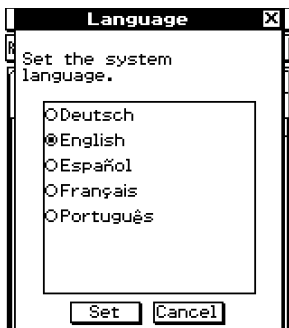 Language
Set the system
language.
Deutsch
English
Español
Français
Português
Set Cancel